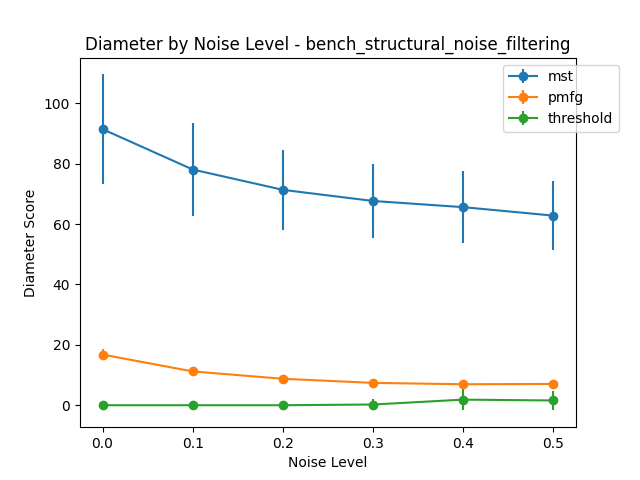 Diameter by Noise Level - bench_structural_noise_filtering
mst
pmfg
threshold
Diameter Score
100
80
60
40
20
0
0.0 0.1 0.2 0.3 0.4 0.5
Noise Level